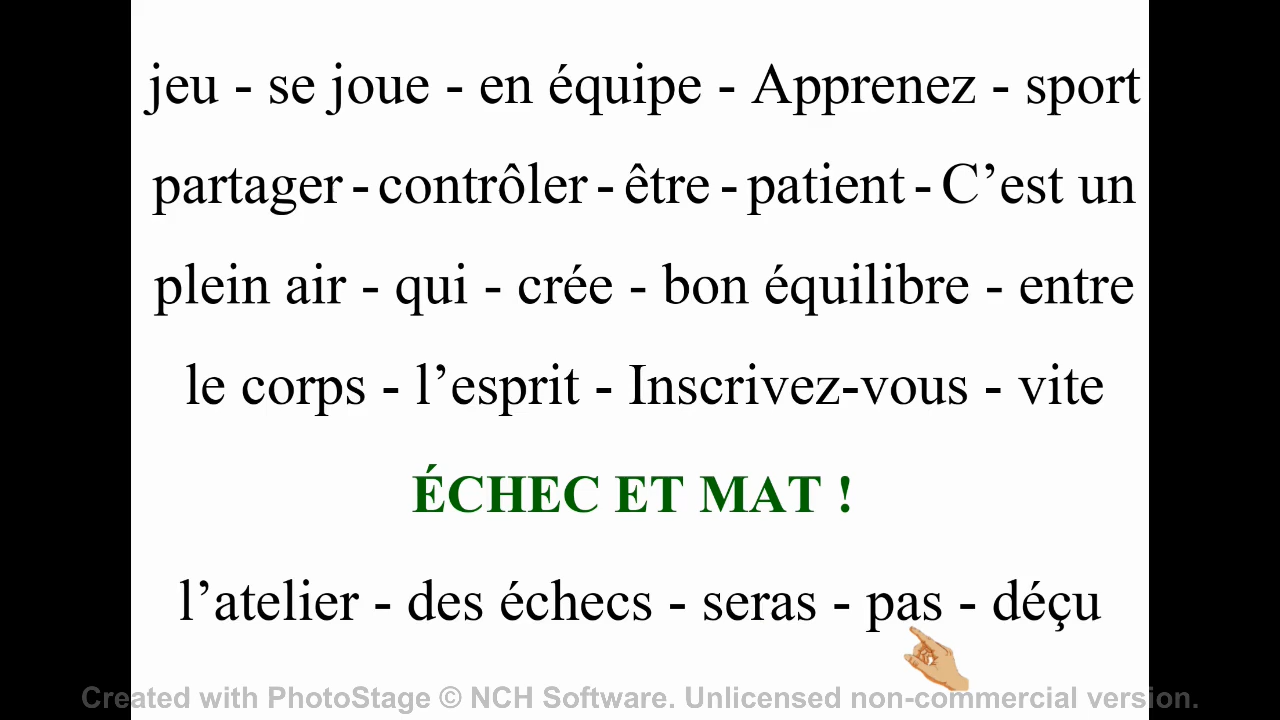 jeu - se joue - en équipe - Apprenez - sport
partager - contrôler - être - patient - C’est un
plein air - qui - crée - bon équilibre - entre
le corps - l’esprit - Inscrivez-vous - vite
ÉCHEC ET MAT !
l’atelier - des échecs - seras - pas - déçu
Created with PhotoStage © NCH Software. Unlicensed non-commercial version.